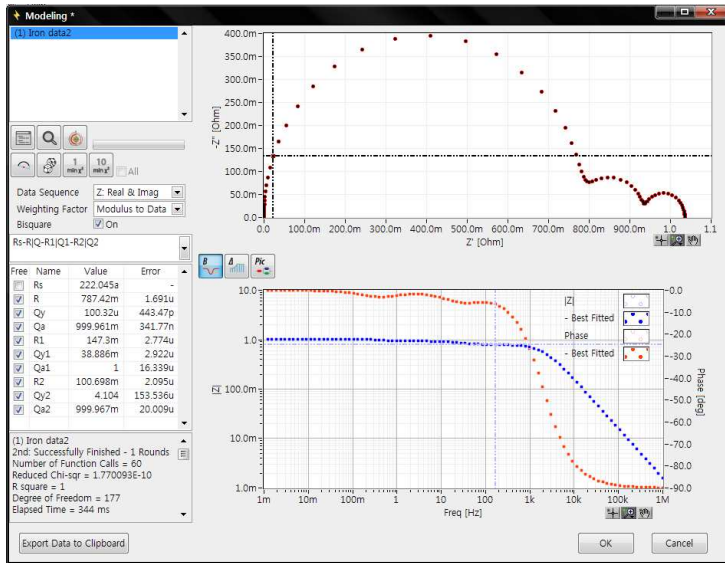 Modeling *
(1) Iron data2
1
min χ²
10
min χ²
All
Data Sequence Z: Real & Imag
Weighting Factor Modulus to Data
Bisquare On
Rs-R|Q-R1|Q1-R2|Q2
Free Name Value Error
Rs 222.045a -
R 787.42m 1.691u
Qy 100.32u 443.47p
Qa 999.961m 341.77n
R1 147.3m 2.774u
Qy1 38.886m 2.922u
Qa1 1 16.339u
R2 100.698m 2.095u
Qy2 4.104 153.536u
Qa2 999.967m 20.009u
(1) Iron data2
2nd: Successfully Finished - 1 Rounds
Number of Function Calls = 60
Reduced Chi-sqr = 1.770093E-10
R square = 1
Degree of Freedom = 177
Elapsed Time = 344 ms
Export Data to Clipboard
-Z" [Ohm]
400.0m
350.0m
300.0m
250.0m
200.0m
150.0m
100.0m
50.0m
0.0
0.0 100.0m 200.0m 300.0m 400.0m 500.0m 600.0m 700.0m 800.0m 900.0m 1.0 1.1
Z' [Ohm]
B Δ Pic
|Z|
10.0
1.0
100.0m
10.0m
1.0m
|Z|
- Best Fitted
Phase
- Best Fitted
Phase [deg]
-0.0
-10.0
-20.0
-30.0
-40.0
-50.0
-60.0
-70.0
-80.0
-90.0
1m 10m 100m 1 10 100 1k 10k 100k 1M
Freq [Hz]
OK Cancel